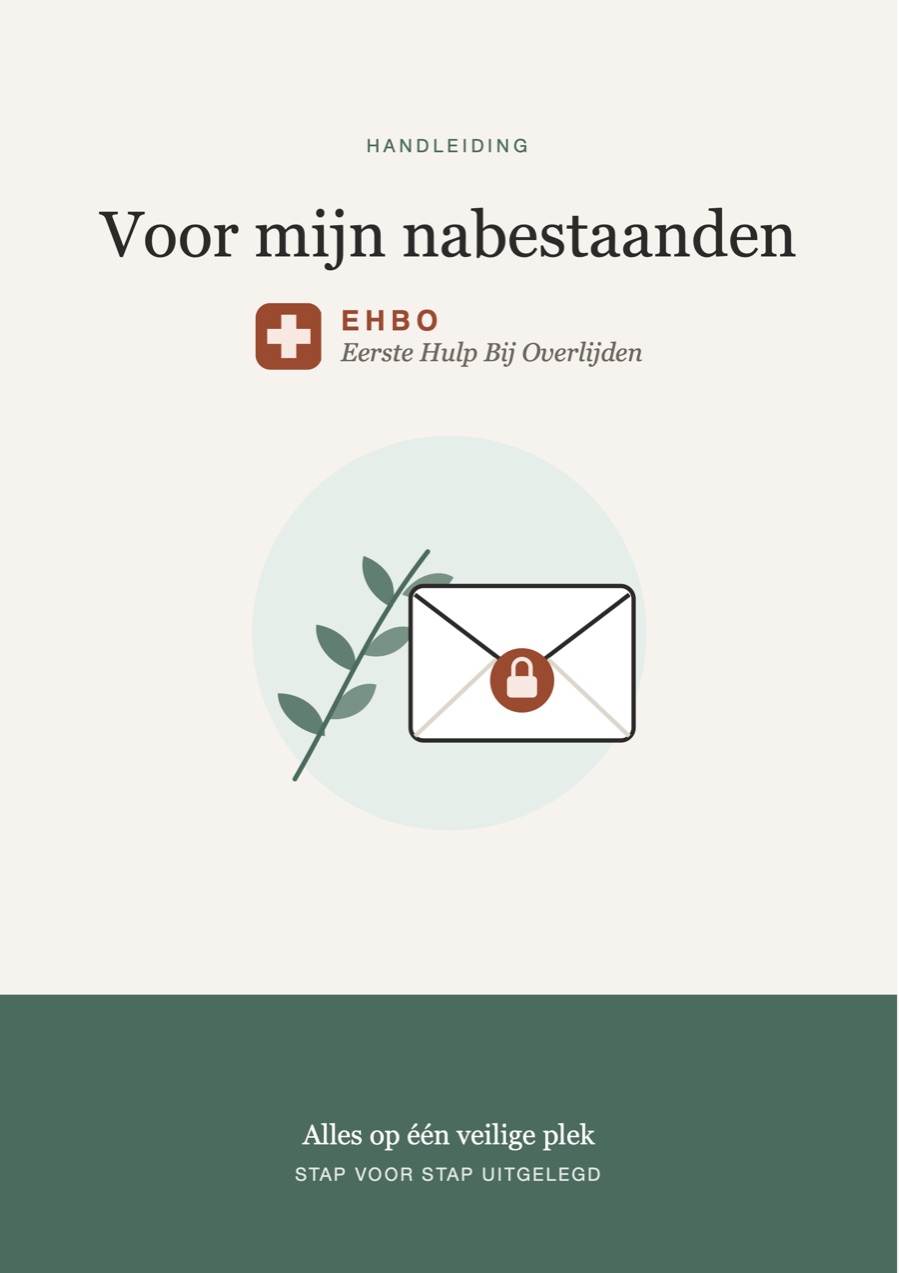 HANDLEIDING
Voor mijn nabestaanden
EHBO
Eerste Hulp Bij Overlijden
Alles op één veilige plek
STAP VOOR STAP UITGELEGD